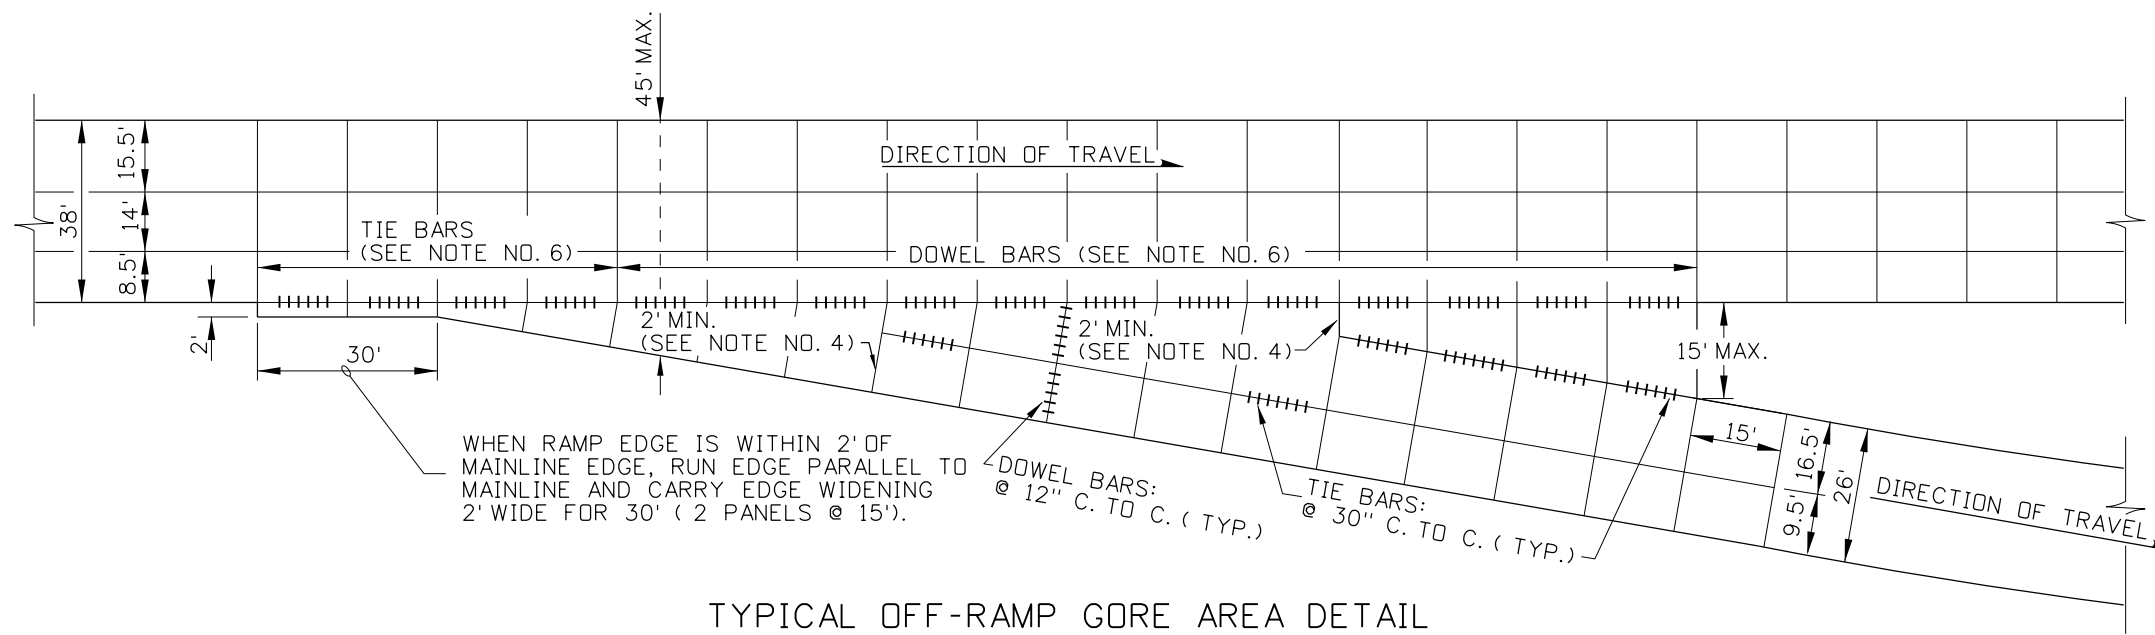 45' MAX.
15.5'
14'
8.5'
38'
2'
30'
DIRECTION OF TRAVEL
TIE BARS
(SEE NOTE NO. 6)
DOWEL BARS (SEE NOTE NO. 6)
2' MIN.
(SEE NOTE NO. 4)
2' MIN.
(SEE NOTE NO. 4)
15' MAX.
WHEN RAMP EDGE IS WITHIN 2' OF
MAINLINE EDGE, RUN EDGE PARALLEL TO
MAINLINE AND CARRY EDGE WIDENING
2' WIDE FOR 30' ( 2 PANELS @ 15').
DOWEL BARS:
@ 12" C. TO C. ( TYP.)
TIE BARS:
@ 30" C. TO C. ( TYP.)
15'
16.5'
9.5'
26'
DIRECTION OF TRAVEL
TYPICAL OFF-RAMP GORE AREA DETAIL